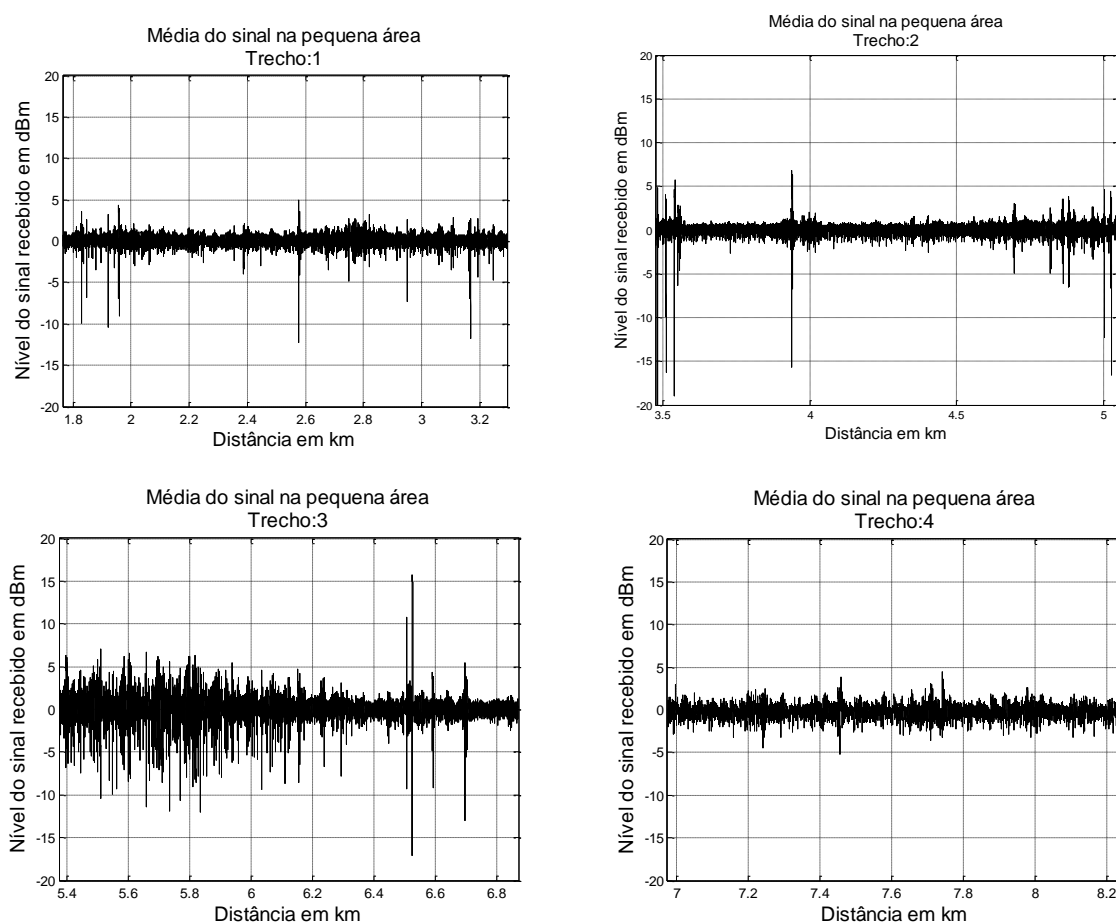 Média do sinal na pequena área
Trecho:1
Nível do sinal recebido em dBm
20
15
10
5
0
-5
-10
-15
-20
1.8 2 2.2 2.4 2.6 2.8 3 3.2
Distância em km
Média do sinal na pequena área
Trecho:2
Nível do sinal recebido em dBm
20
15
10
5
0
-5
-10
-15
-20
3.5 4 4.5 5
Distância em km
Média do sinal na pequena área
Trecho:3
Nível do sinal recebido em dBm
20
15
10
5
0
-5
-10
-15
-20
5.4 5.6 5.8 6 6.2 6.4 6.6 6.8
Distância em km
Média do sinal na pequena área
Trecho:4
Nível do sinal recebido em dBm
20
15
10
5
0
-5
-10
-15
-20
7 7.2 7.4 7.6 7.8 8 8.2
Distância em km